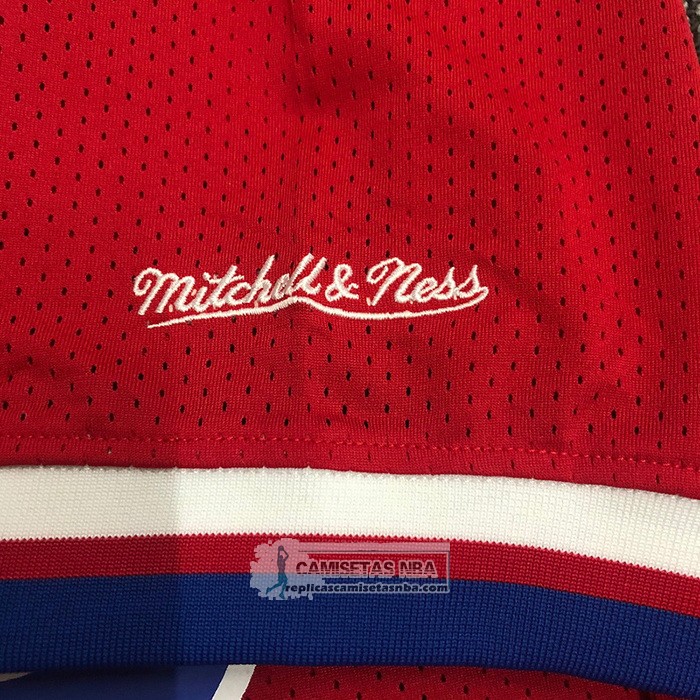 Mitchell & Ness
CAMISETAS NBA
replicascamisetasnba.com